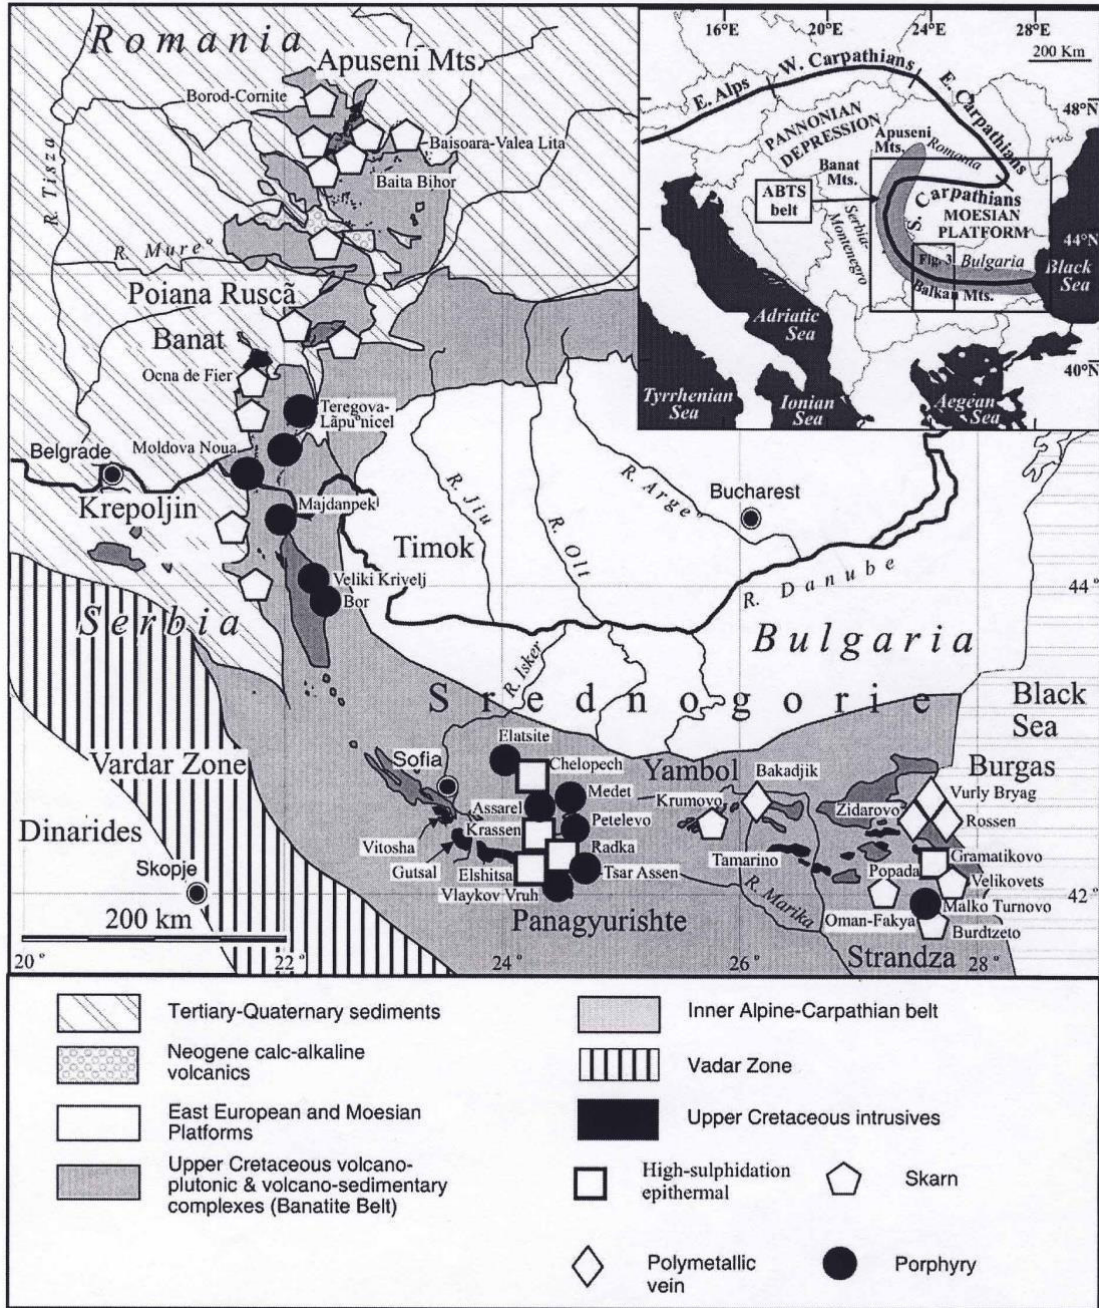 Romania
Apuseni Mts.
Borod-Cornite
Baisoara-Valea Lita
Baita Bihor
R. Tisza
R. Mure°
Poiana Ruscã
Banat
Ocna de Fier
Teregova-
Lãpu°nicel
Moldova Noua
Belgrade
Krepoljin
Majdanpek
Timok
R. Jiu
R. Olt
R. Arge°
Bucharest
Veliki Krivelj
Bor
Serbia
R. Danube
44
Bulgaria
R. Isker
Srednogorie
Black
Sea
Vardar Zone
Sofia
Elatsite
Chelopech
Yambol
Bakadjik
Burgas
Medet
Krumovo
Zidarovo
Vurly Bryag
Assarel
Krassen
Petelevo
Rossen
Dinarides
Vitosha
Radka
Gutsal
Elshitsa
Tsar Assen
Tamarino
Popada
Gramatikovo
Velikovets
Skopje
Vlaykov Vruh
R. Marika
42
Malko Turnovo
Oman-Fakya
Burdtzeto
200 km
Panagyurishte
Strandza
20° 22° 24° 26° 28°
16°E 20°E 24°E 28°E
200 Km
E. Alps
W. Carpathians
E. Carpathians
48°N
PANNONIAN
DEPRESSION
Apuseni
Mts.
Romonia
Banat
Mts.
ABTS
belt
S. Carpathians
MOESIAN
PLATFORM
44°N
Serbia-
Montenegro
Fig. 3
Bulgaria
Black
Sea
Balkan Mts.
Adriatic
Sea
40°N
Tyrrhenian
Sea
Ionian
Sea
Aegean
Sea
Tertiary-Quaternary sediments
Neogene calc-alkaline
volcanics
East European and Moesian
Platforms
Upper Cretaceous volcano-
plutonic & volcano-sedimentary
complexes (Banatite Belt)
Inner Alpine-Carpathian belt
Vadar Zone
Upper Cretaceous intrusives
High-sulphidation
epithermal
Skarn
Polymetallic
vein
Porphyry